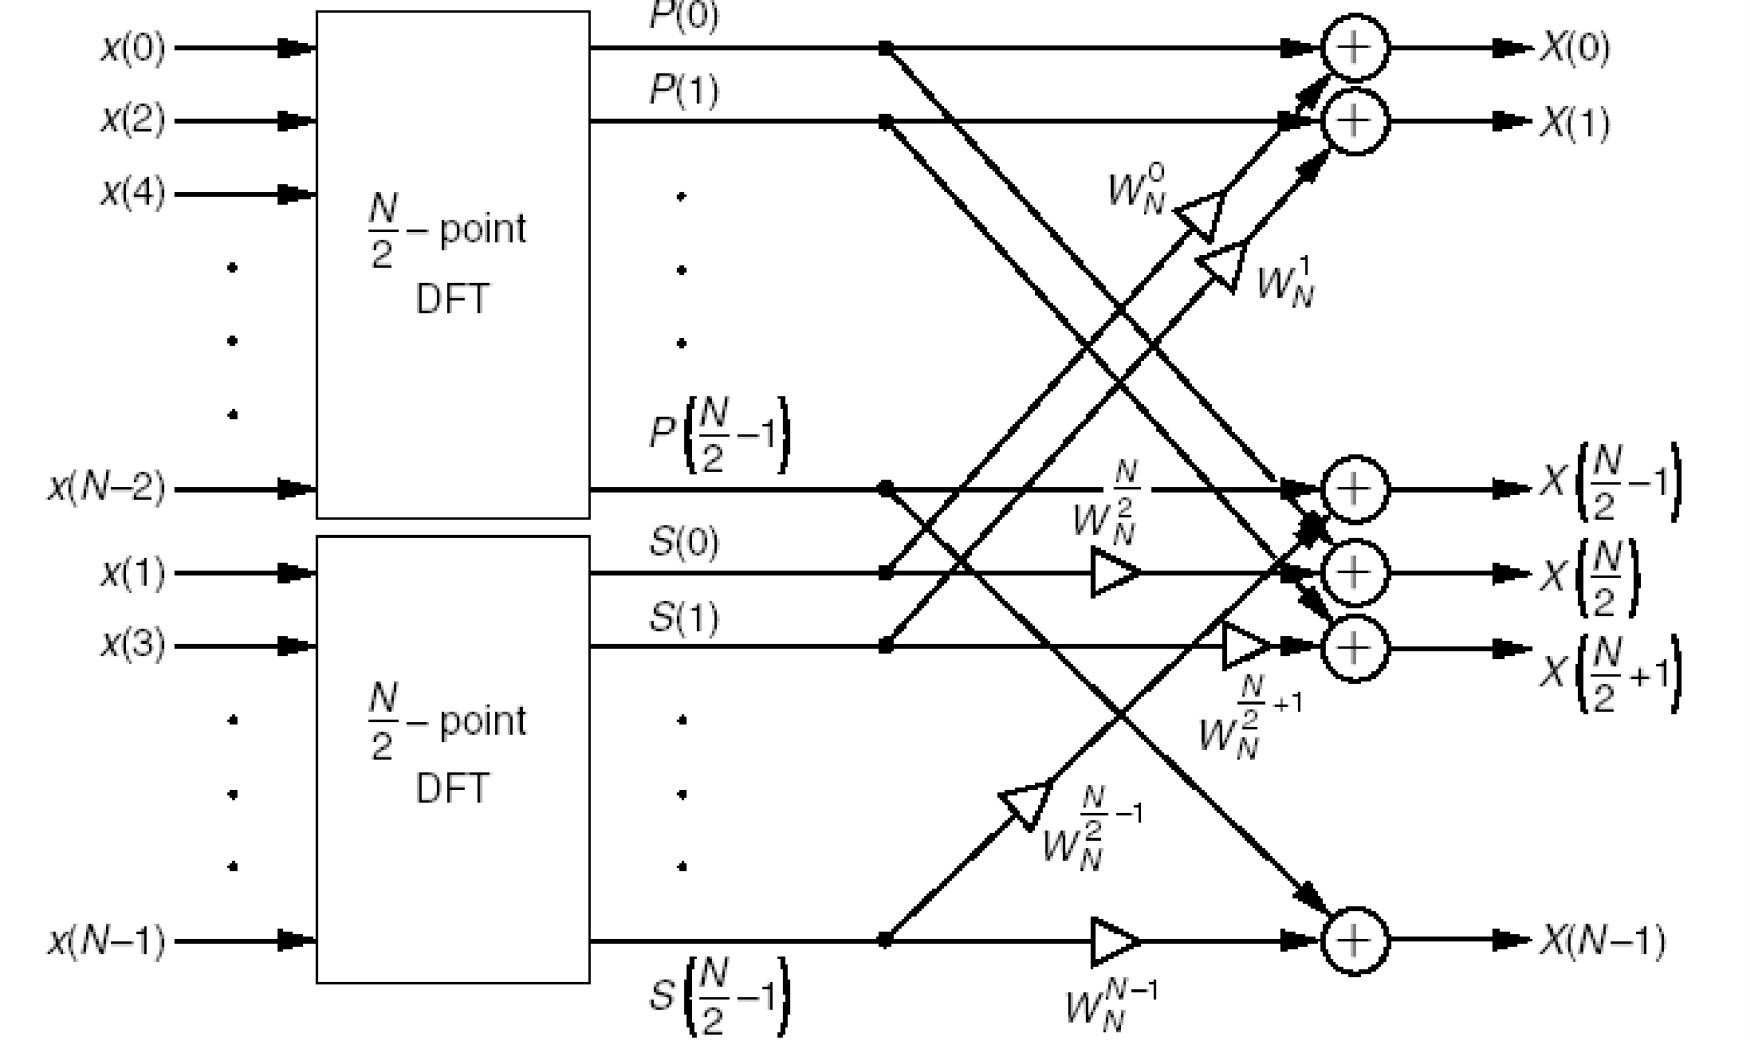 x(0) P(0) X(0)
x(2) P(1) X(1)
x(4) W_N^0
N/2 – point
DFT
W_N^1
P(N/2 –1)
x(N–2) W_N^{N/2} X(N/2 –1)
x(1) S(0) X(N/2)
x(3) S(1) X(N/2 +1)
N/2 – point
DFT
W_N^{N/2 +1}
W_N^{N/2 –1}
x(N–1) X(N–1)
S(N/2 –1) W_N^{N–1}